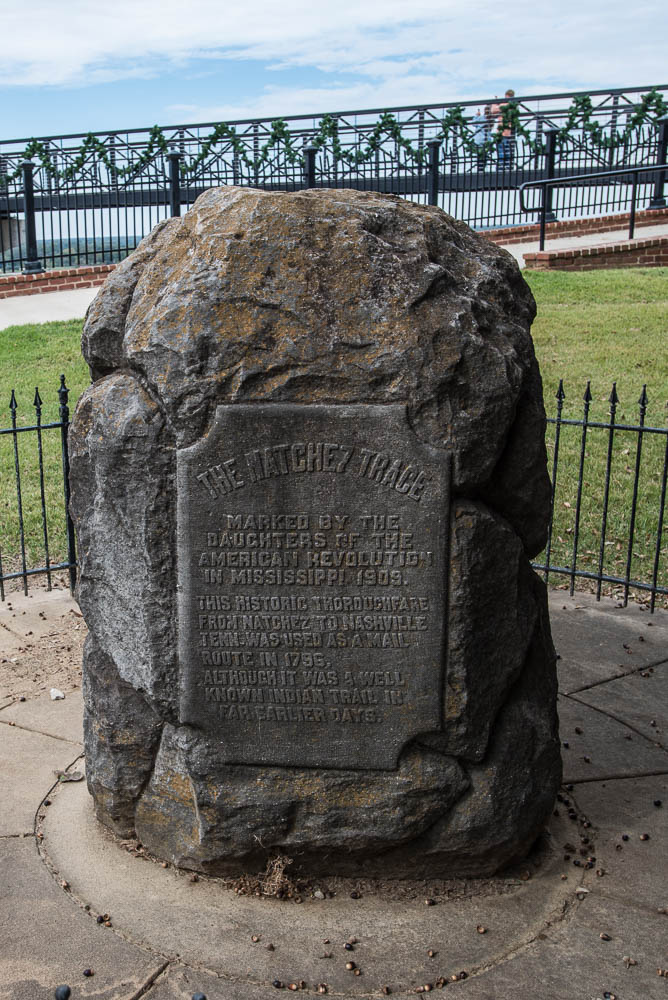 THE NATCHEZ TRACE
MARKED BY THE
DAUGHTERS OF THE
AMERICAN REVOLUTION
IN MISSISSIPPI 1909.
THIS HISTORIC THOROUGHFARE
FROM NATCHEZ TO NASHVILLE
TENN. WAS USED AS A MAIL
ROUTE IN 1796,
ALTHOUGH IT WAS A WELL
KNOWN INDIAN TRAIL IN
FAR EARLIER DAYS.